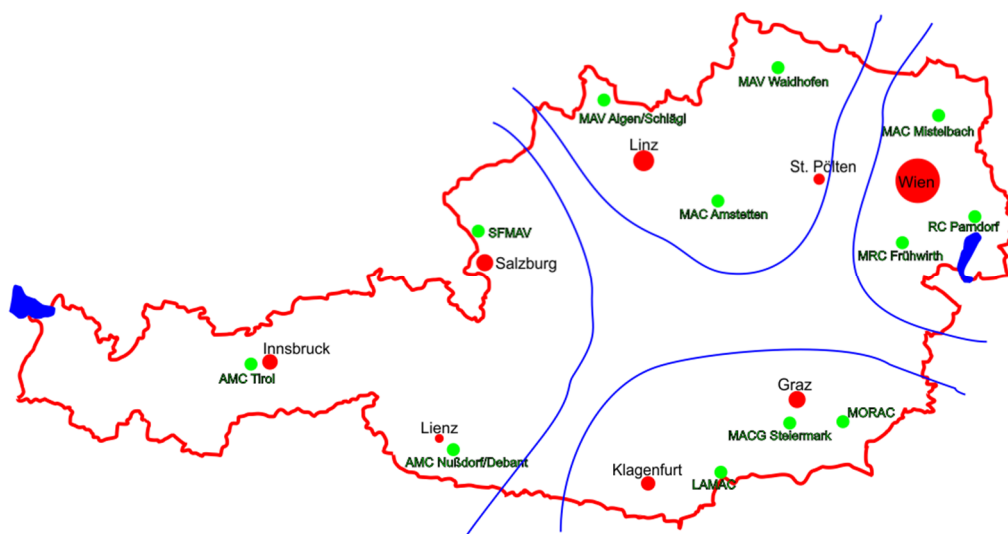 MAV Waidhofen
MAV Aigen/Schlägl
MAC Mistelbach
Linz
St. Pölten
Wien
MAC Amstetten
RC Parndorf
SFMAV
MRC Frühwirth
Salzburg
Innsbruck
AMC Tirol
Graz
MORAC
Lienz
MACG Steiermark
AMC Nußdorf/Debant
Klagenfurt
LAMAC